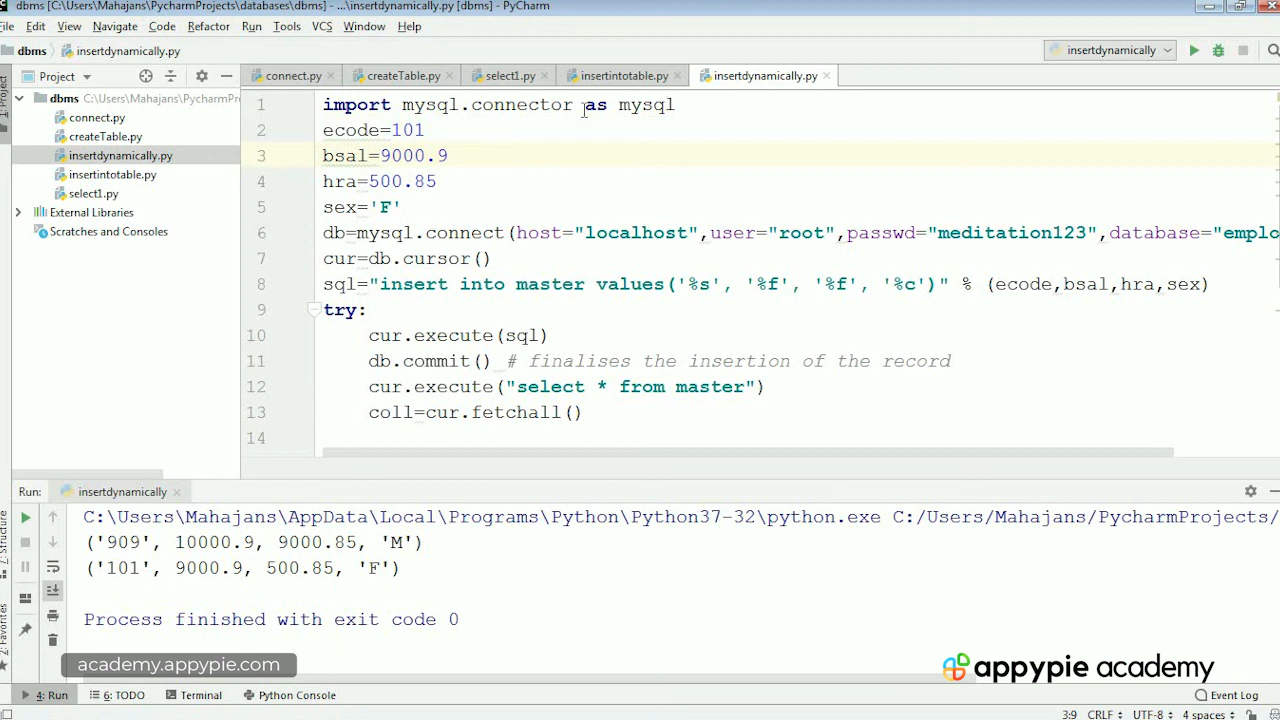 dbms [C:\Users\Mahajans\PycharmProjects\databases\dbms] - ...\insertdynamically.py [dbms] - PyCharm
File Edit View Navigate Code Refactor Run Tools VCS Window Help
dbms insertdynamically.py insertdynamically
1: Project Project connect.py createTable.py select1.py insertintotable.py insertdynamically.py
dbms C:\Users\Mahajans\PycharmPr
connect.py
createTable.py
insertdynamically.py
insertintotable.py
select1.py
External Libraries
Scratches and Consoles
1 import mysql.connector as mysql
2 ecode=101
3 bsal=9000.9
4 hra=500.85
5 sex='F'
6 db=mysql.connect(host="localhost",user="root",passwd="meditation123",database="emplo
7 cur=db.cursor()
8 sql="insert into master values('%s', '%f', '%f', '%c')" % (ecode,bsal,hra,sex)
9 try:
10 cur.execute(sql)
11 db.commit() # finalises the insertion of the record
12 cur.execute("select * from master")
13 coll=cur.fetchall()
14
Run: insertdynamically
C:\Users\Mahajans\AppData\Local\Programs\Python\Python37-32\python.exe C:/Users/Mahajans/PycharmProjects/
('909', 10000.9, 9000.85, 'M')
('101', 9000.9, 500.85, 'F')
Process finished with exit code 0
7: Structure
2: Favorites
academy.appypie.com
appypie academy
4: Run 6: TODO Terminal Python Console Event Log
3:9 CRLF UTF-8 4 spaces